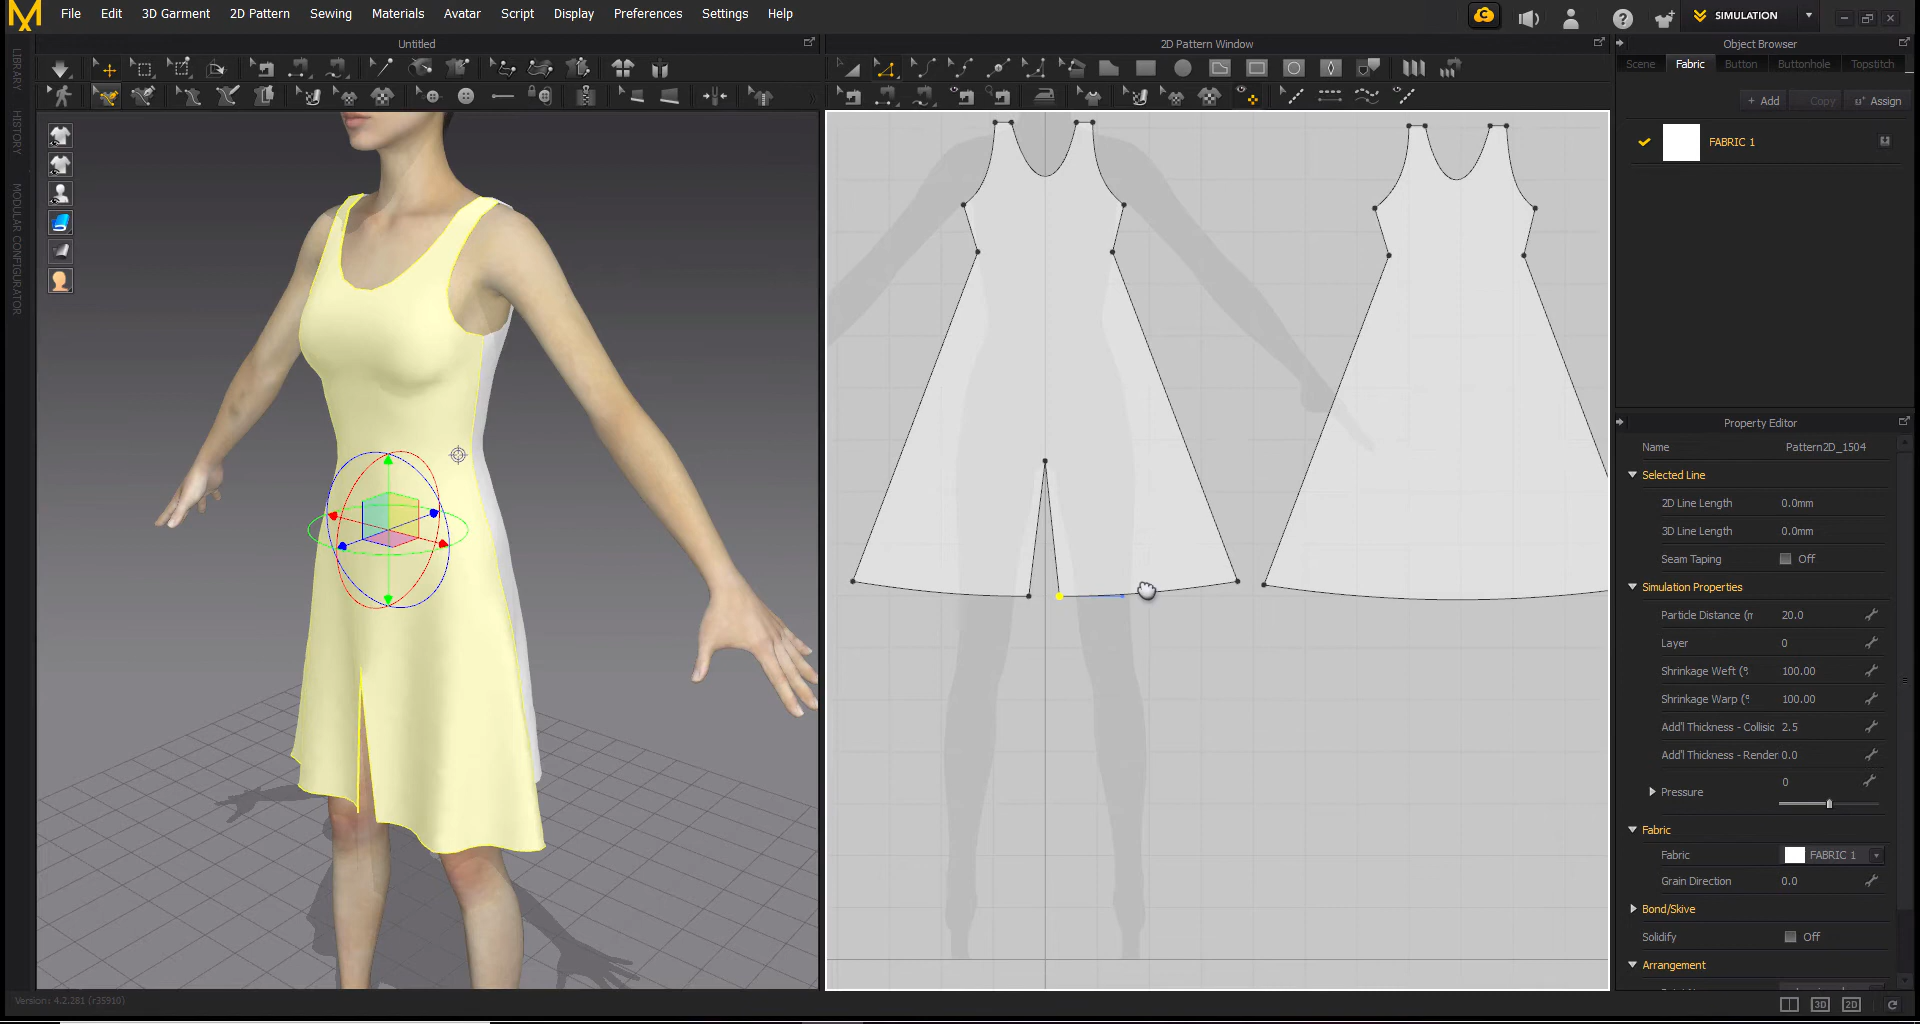 File Edit 3D Garment 2D Pattern Sewing Materials Avatar Script Display Preferences Settings Help
SIMULATION
Untitled
2D Pattern Window
Object Browser
Scene Fabric Button Buttonhole Topstitch
+ Add Copy Assign
FABRIC 1
LIBRARY
HISTORY
MODULAR CONFIGURATOR
Property Editor
Name Pattern2D_1504
Selected Line
2D Line Length 0.0mm
3D Line Length 0.0mm
Seam Taping Off
Simulation Properties
Particle Distance (m 20.0
Layer 0
Shrinkage Weft (% 100.00
Shrinkage Warp (% 100.00
Add'l Thickness - Collisic 2.5
Add'l Thickness - Render 0.0
Pressure 0
Fabric
Fabric FABRIC 1
Grain Direction 0.0
Bond/Skive
Solidify Off
Arrangement
Version: 4.2.281 (r35910)
3D 2D